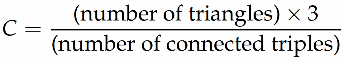 C = (number of triangles) × 3
(number of connected triples)